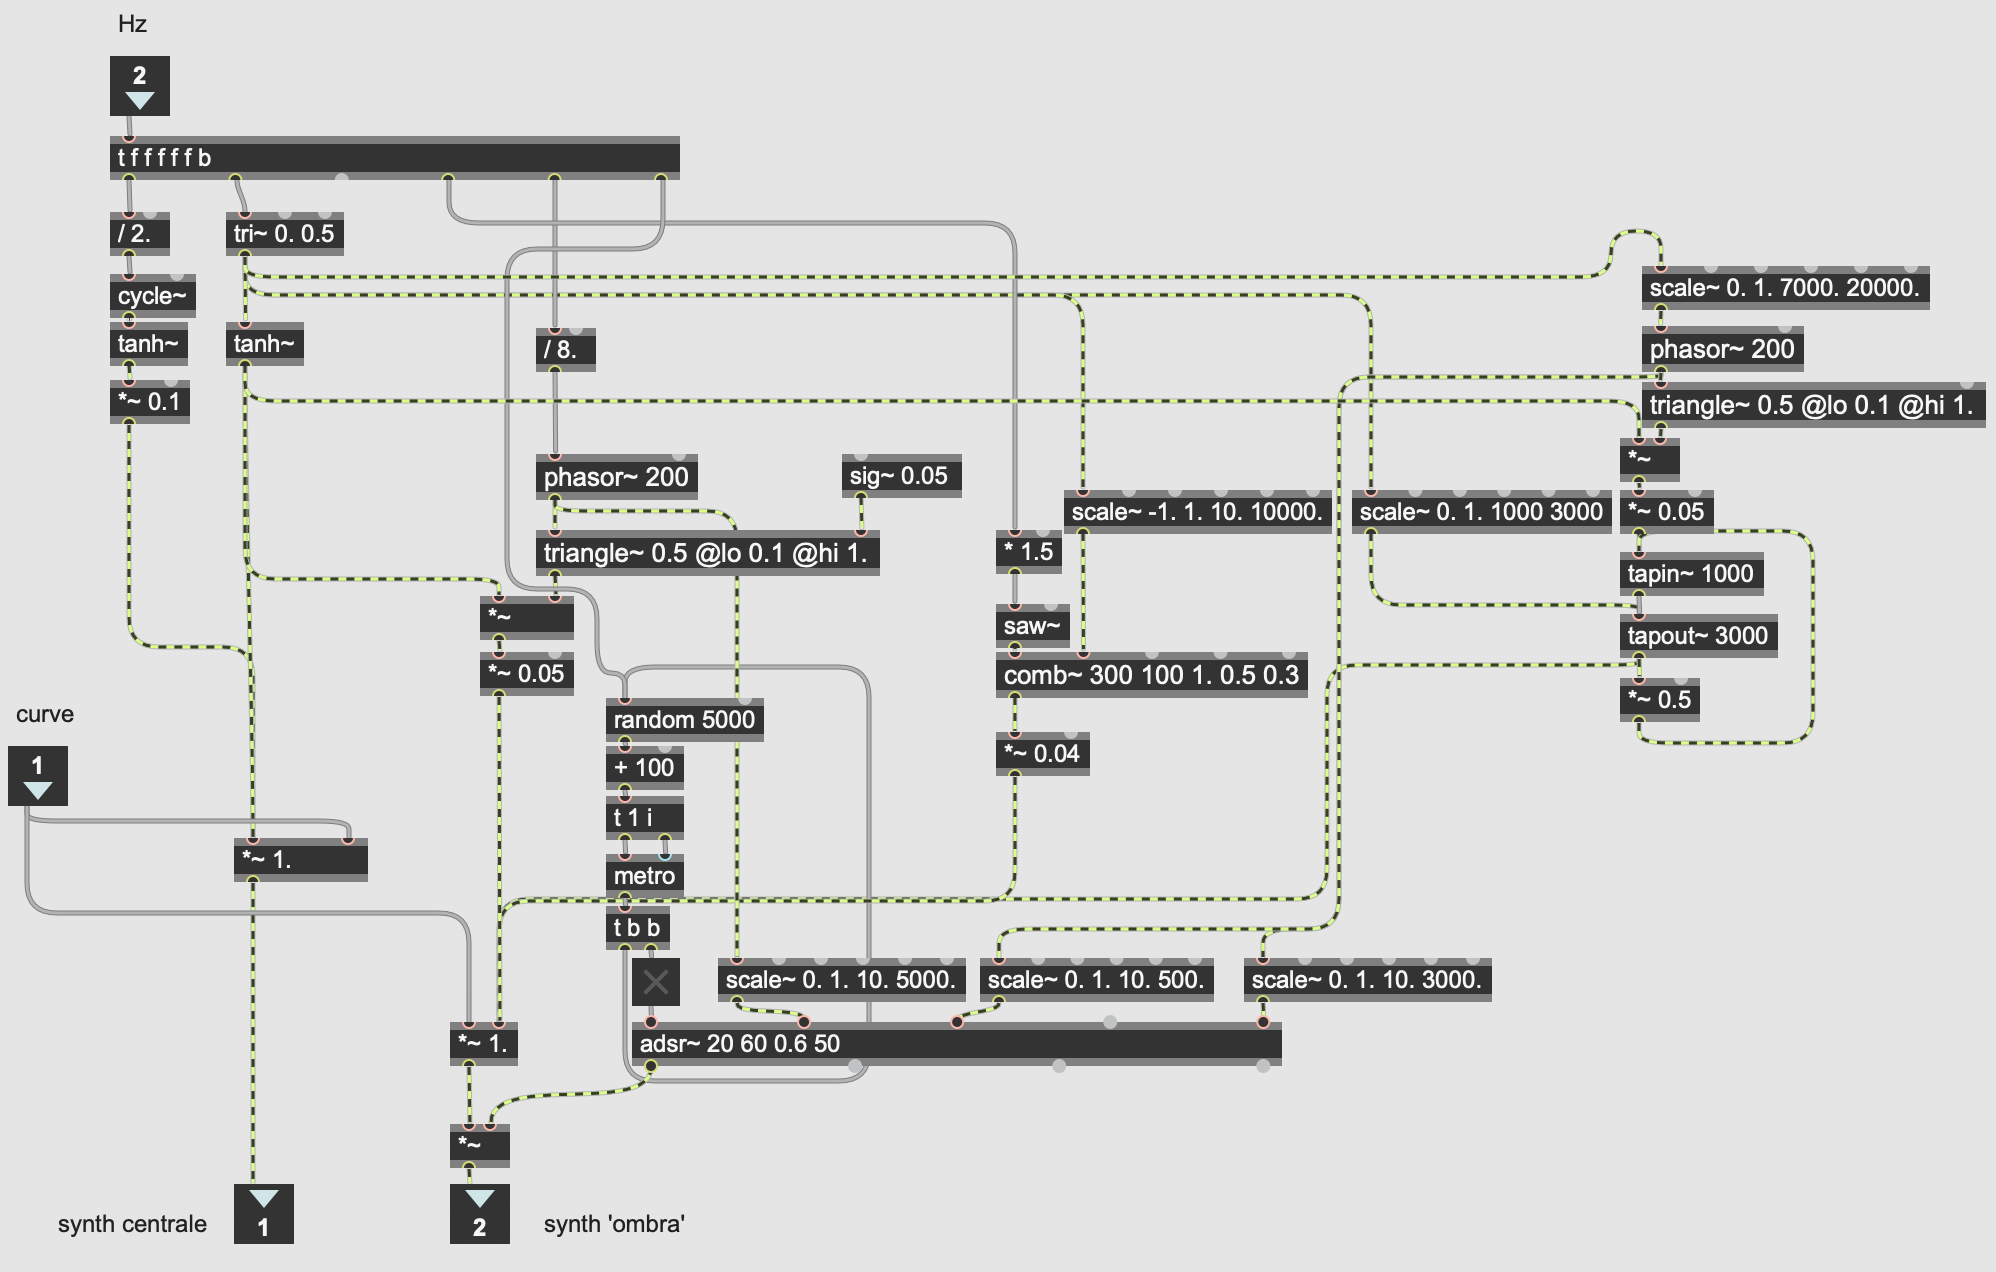 Hz
2
t f f f f f b
/ 2.
tri~ 0. 0.5
scale~ 0. 1. 7000. 20000.
cycle~
tanh~
tanh~
/ 8.
phasor~ 200
*~ 0.1
triangle~ 0.5 @lo 0.1 @hi 1.
*~
phasor~ 200
sig~ 0.05
scale~ -1. 1. 10. 10000.
scale~ 0. 1. 1000 3000
*~ 0.05
triangle~ 0.5 @lo 0.1 @hi 1.
* 1.5
tapin~ 1000
*~
saw~
tapout~ 3000
*~ 0.05
comb~ 300 100 1. 0.5 0.3
*~ 0.5
curve
random 5000
1
+ 100
*~ 0.04
t 1 i
*~ 1.
metro
t b b
scale~ 0. 1. 10. 5000.
scale~ 0. 1. 10. 500.
scale~ 0. 1. 10. 3000.
*~ 1.
adsr~ 20 60 0.6 50
*~
synth centrale
1
2
synth 'ombra'